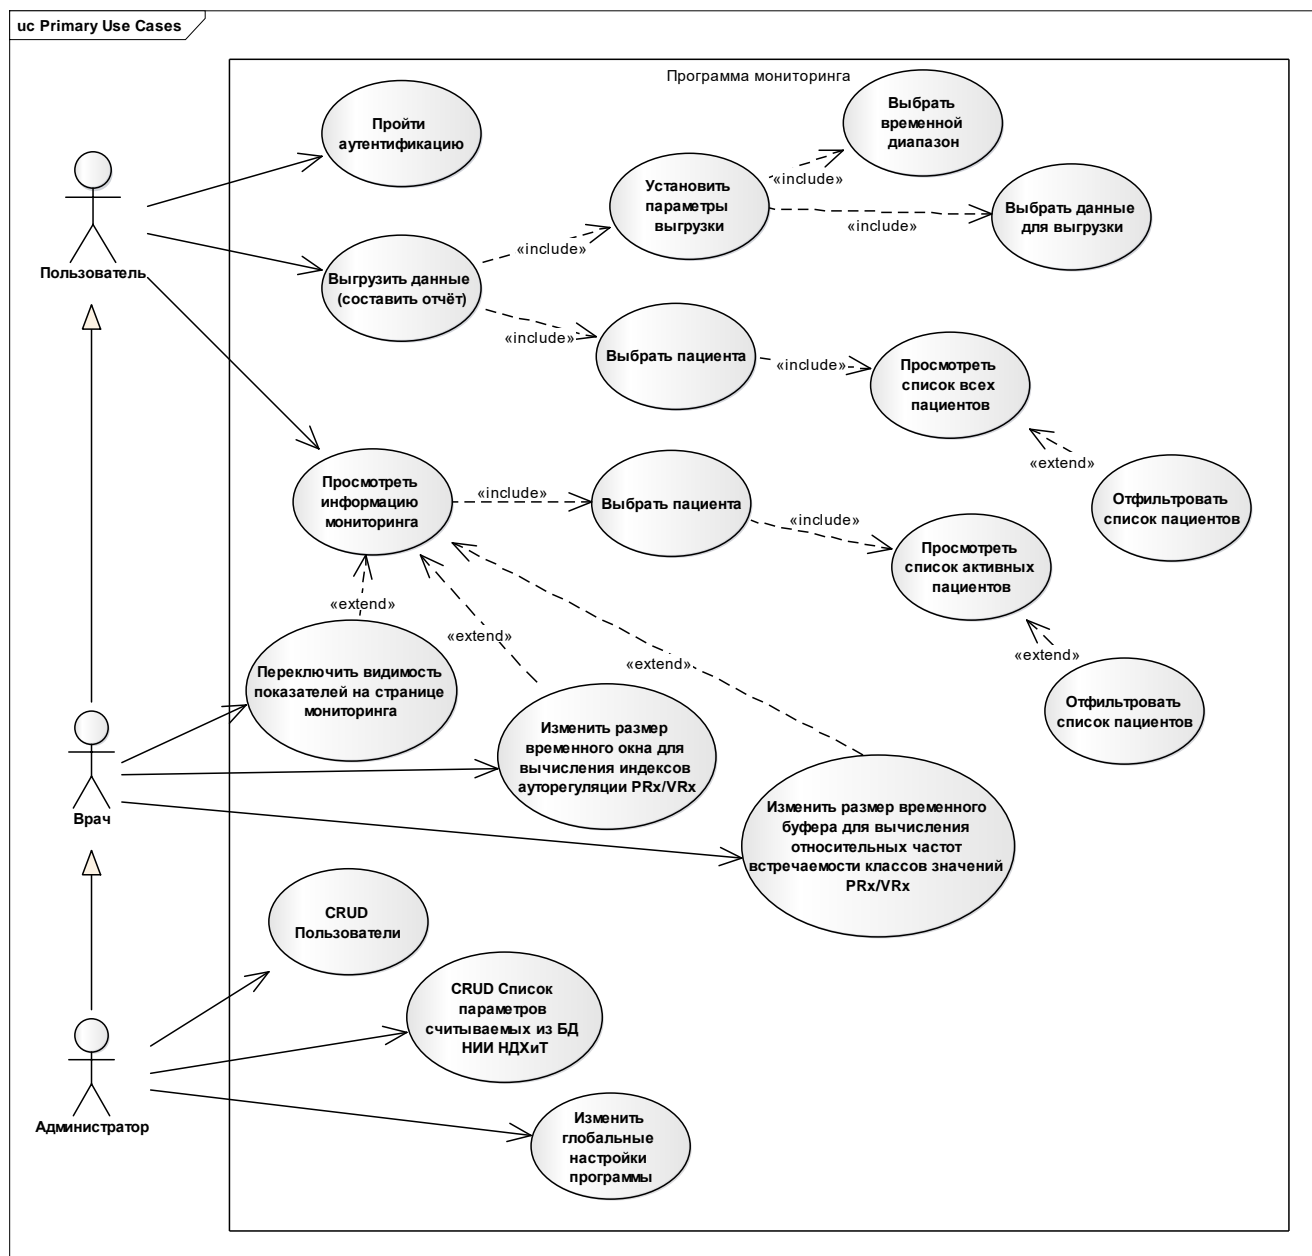 uc Primary Use Cases
Программа мониторинга
Пройти
аутентификацию
Выбрать
временной
диапазон
«include»
Установить
параметры
выгрузки
Выбрать данные
для выгрузки
«include»
Пользователь
«include»
Выгрузить данные
(составить отчёт)
«include»
Выбрать пациента
«include»
Просмотреть
список всех
пациентов
«extend»
Отфильтровать
список пациентов
Просмотреть
информацию
мониторинга
«include»
Выбрать пациента
«include»
Просмотреть
список активных
пациентов
«extend»
«extend»
«extend»
«extend»
Отфильтровать
список пациентов
Переключить видимость
показателей на странице
мониторинга
Изменить размер
временного окна для
вычисления индексов
ауторегуляции PRx/VRx
Врач
Изменить размер временного
буфера для вычисления
относительных частот
встречаемости классов значений
PRx/VRx
CRUD
Пользователи
CRUD Список
параметров
считываемых из БД
НИИ НДХиТ
Администратор
Изменить
глобальные
настройки
программы